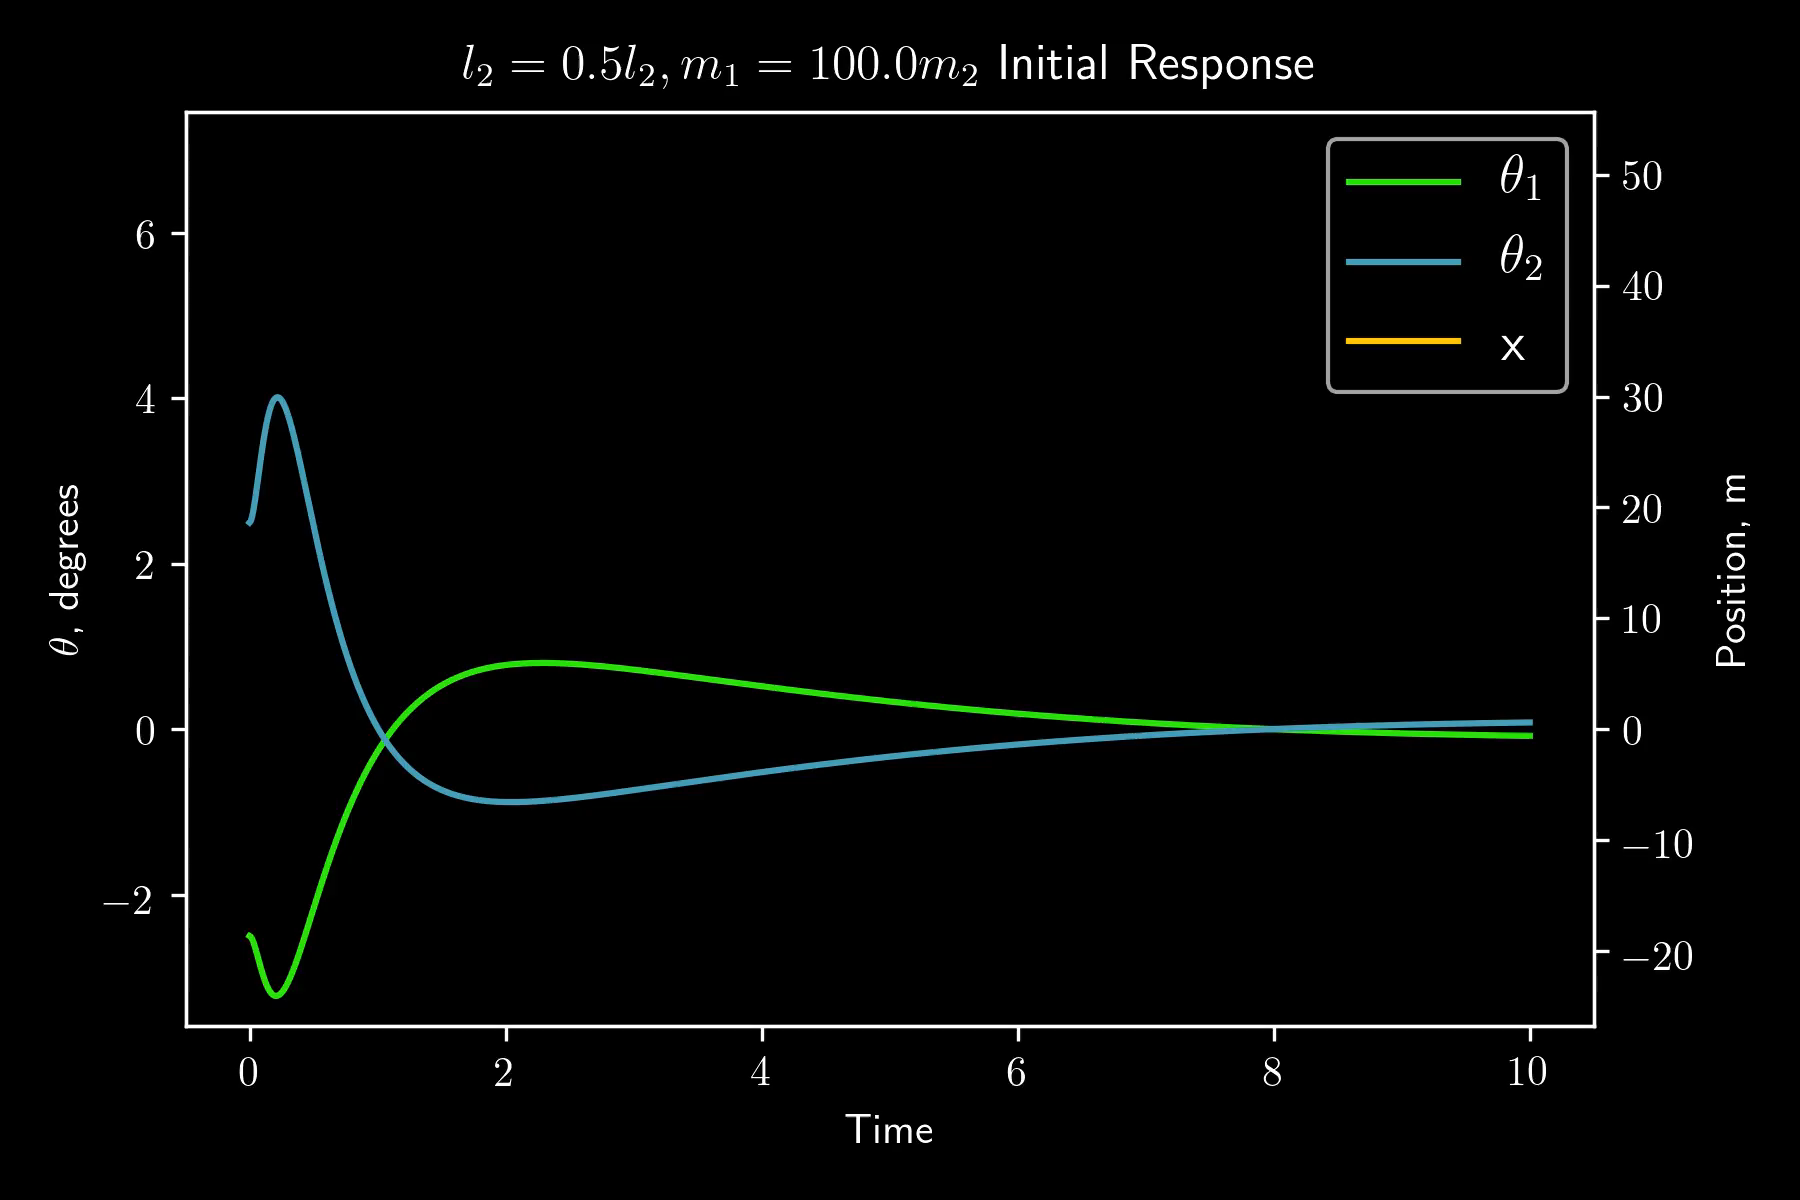 l₂ = 0.5l₂, m₁ = 100.0m₂ Initial Response
θ₁
θ₂
x
6
4
2
0
−2
θ, degrees
50
40
30
20
10
0
−10
−20
Position, m
0 2 4 6 8 10
Time